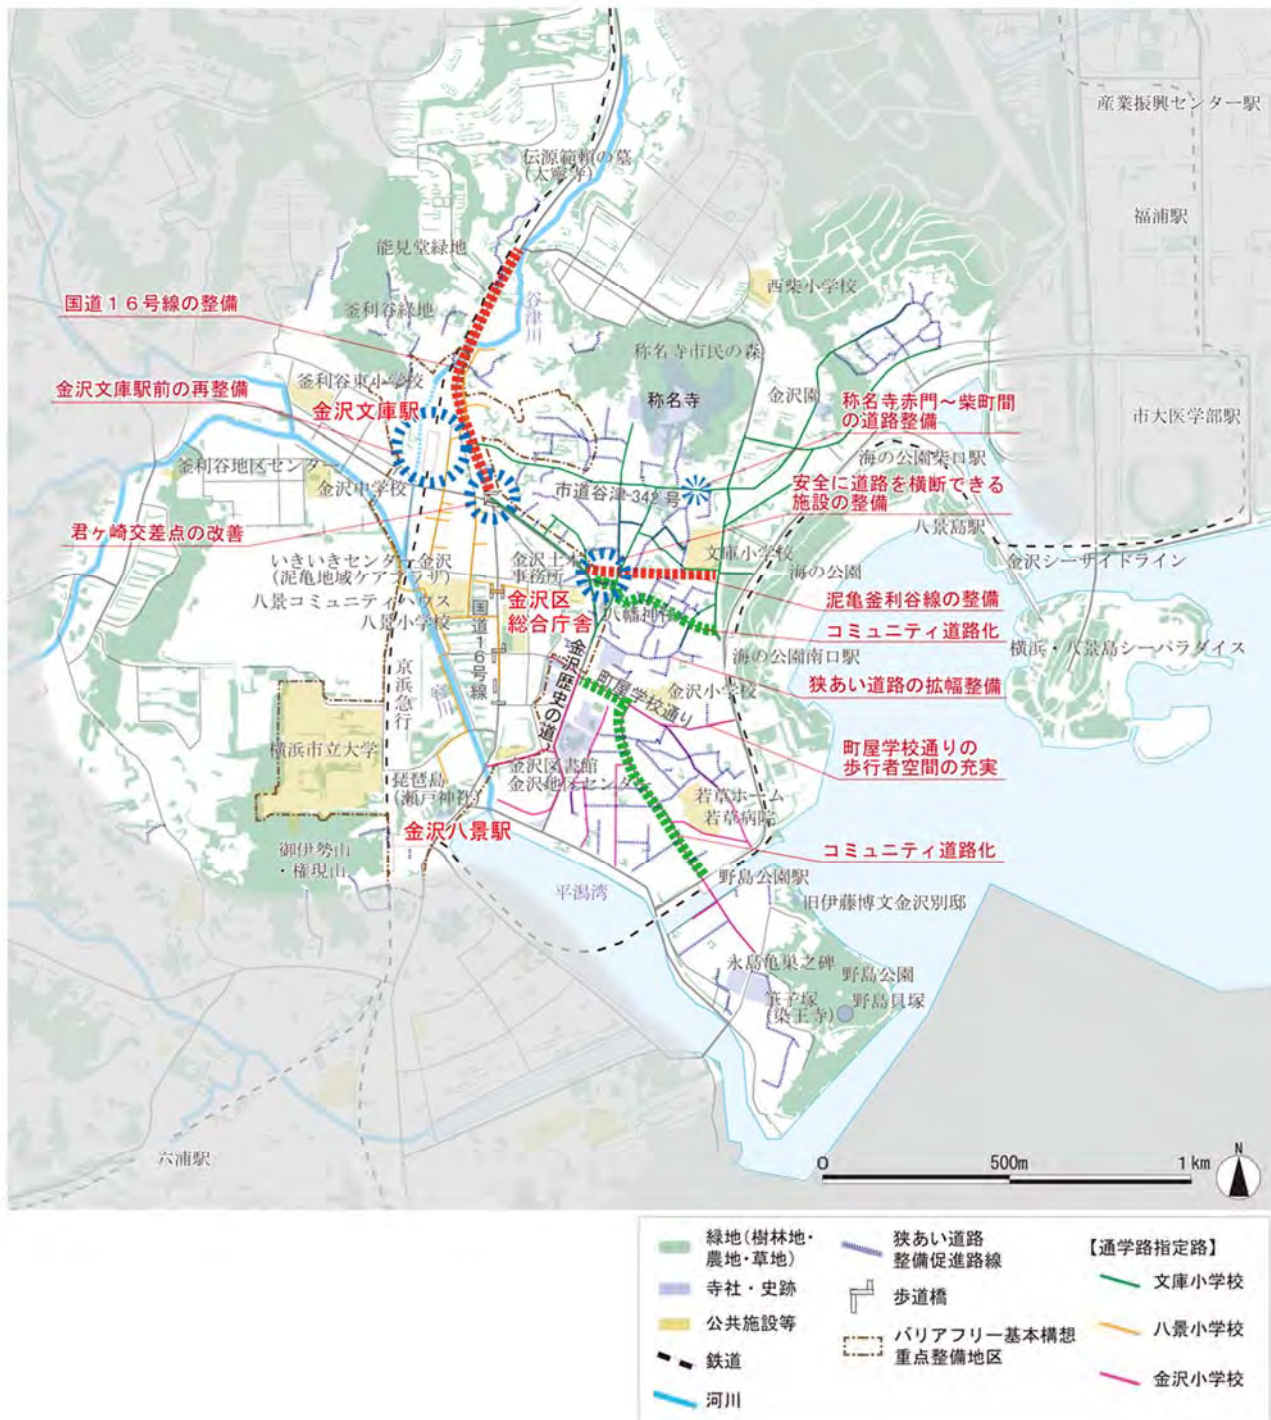 産業振興センター駅
伝源範頼の墓
(太寧寺)
福浦駅
能見堂緑地
西柴小学校
国道16号線の整備
釜利谷緑地
谷津川
称名寺市民の森
釜利谷東小学校
金沢文庫駅前の再整備
金沢文庫駅
称名寺
金沢園
称名寺赤門〜柴町間
の道路整備
市大医学部駅
海の公園柴口駅
釜利谷地区センター
金沢中学校
市道谷津342号
安全に道路を横断できる
施設の整備
八景島駅
君ヶ崎交差点の改善
文庫小学校
金沢シーサイドライン
いきいきセンター金沢
(泥亀地域ケアプラザ)
金沢土木
事務所
海の公園
八景コミュニティハウス
金沢区
総合庁舎
泥亀釜利谷線の整備
八景小学校
国道16号線
八幡神社
コミュニティ道路化
海の公園南口駅
横浜・八景島シーパラダイス
京浜急行
宮川
金沢歴史の道
町屋学校通り
金沢小学校
狭あい道路の拡幅整備
横浜市立大学
町屋学校通りの
歩行者空間の充実
金沢図書館
金沢地区センター
琵琶島
(瀬戸神社)
若草ホーム
若草病院
金沢八景駅
コミュニティ道路化
御伊勢山
・権現山
平潟湾
野島公園駅
旧伊藤博文金沢別邸
永島亀巣之碑
野島公園
筆子塚
(染王寺)
野島貝塚
六浦駅
0 500m 1km
N
緑地(樹林地・
農地・草地)
寺社・史跡
公共施設等
鉄道
河川
狭あい道路
整備促進路線
歩道橋
バリアフリー基本構想
重点整備地区
【通学路指定路】
文庫小学校
八景小学校
金沢小学校